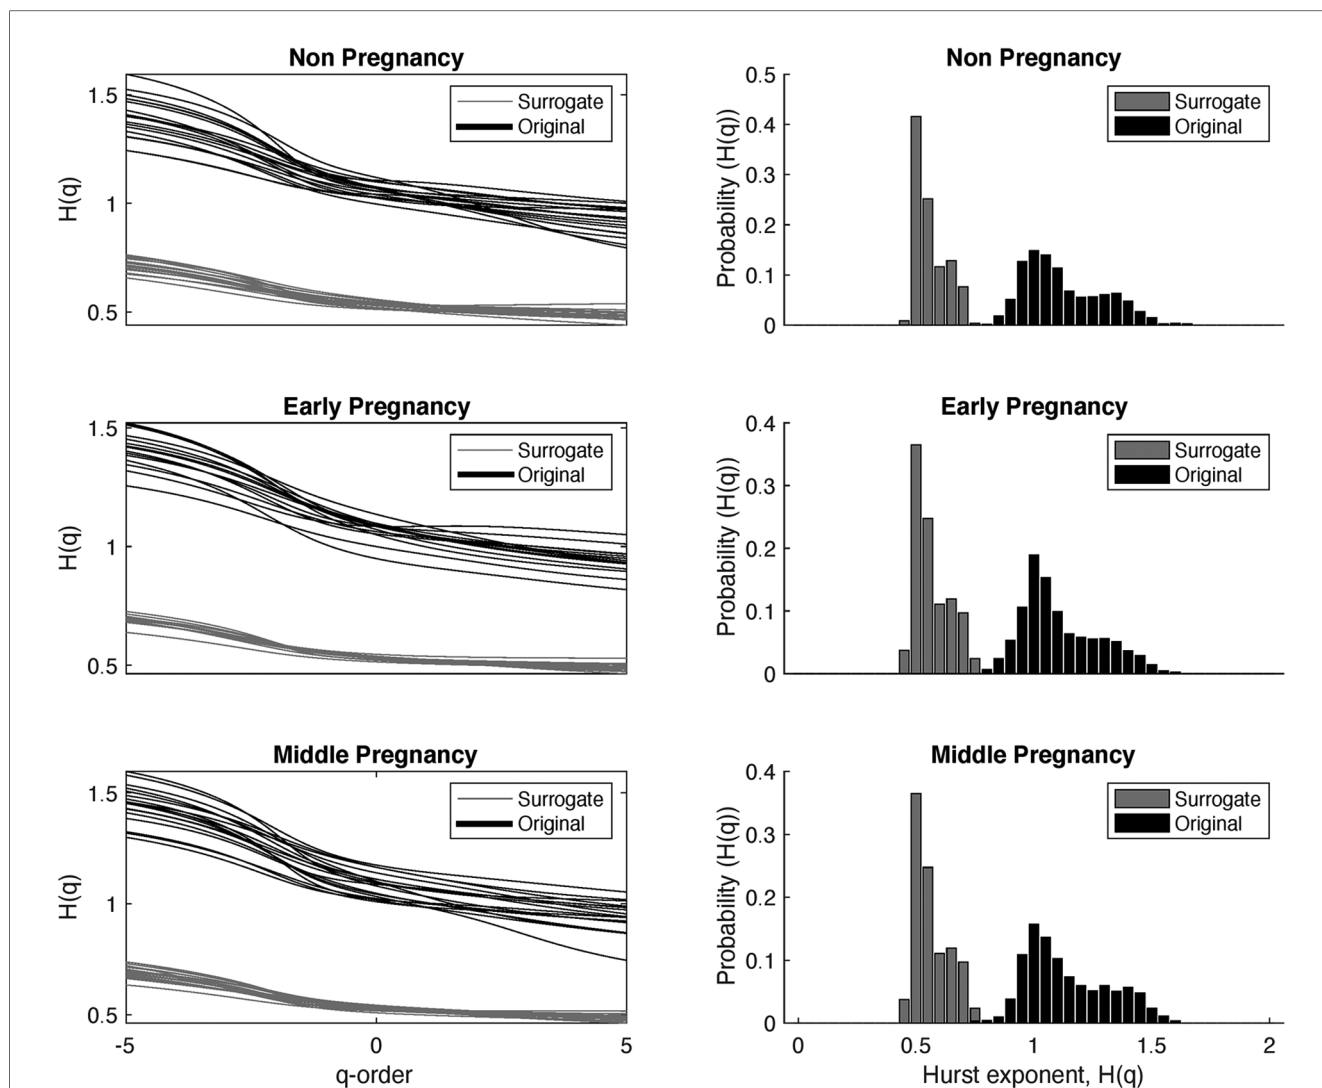 Non Pregnancy
H(q)
1.5
1
0.5
-5
0
5
Surrogate
Original
Non Pregnancy
Probability (H(q))
0.5
0.4
0.3
0.2
0.1
0
Surrogate
Original
Early Pregnancy
H(q)
1.5
1
0.5
Surrogate
Original
Early Pregnancy
Probability (H(q))
0.4
0.3
0.2
0.1
0
Surrogate
Original
Middle Pregnancy
H(q)
1.5
1
0.5
-5
0
5
q-order
Surrogate
Original
Middle Pregnancy
Probability (H(q))
0.4
0.3
0.2
0.1
0
0
0.5
1
1.5
2
Hurst exponent, H(q)
Surrogate
Original